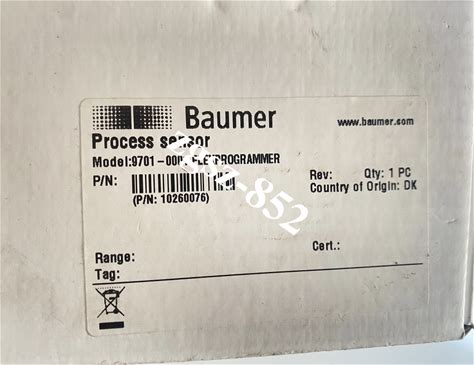 Baumer
www.baumer.com
Process sensor
Model:9701-000 FLEXPROGRAMMER
P/N:
(P/N: 10260076)
Rev: Qty: 1 PC
Country of Origin: DK
Range: Cert.:
Tag: